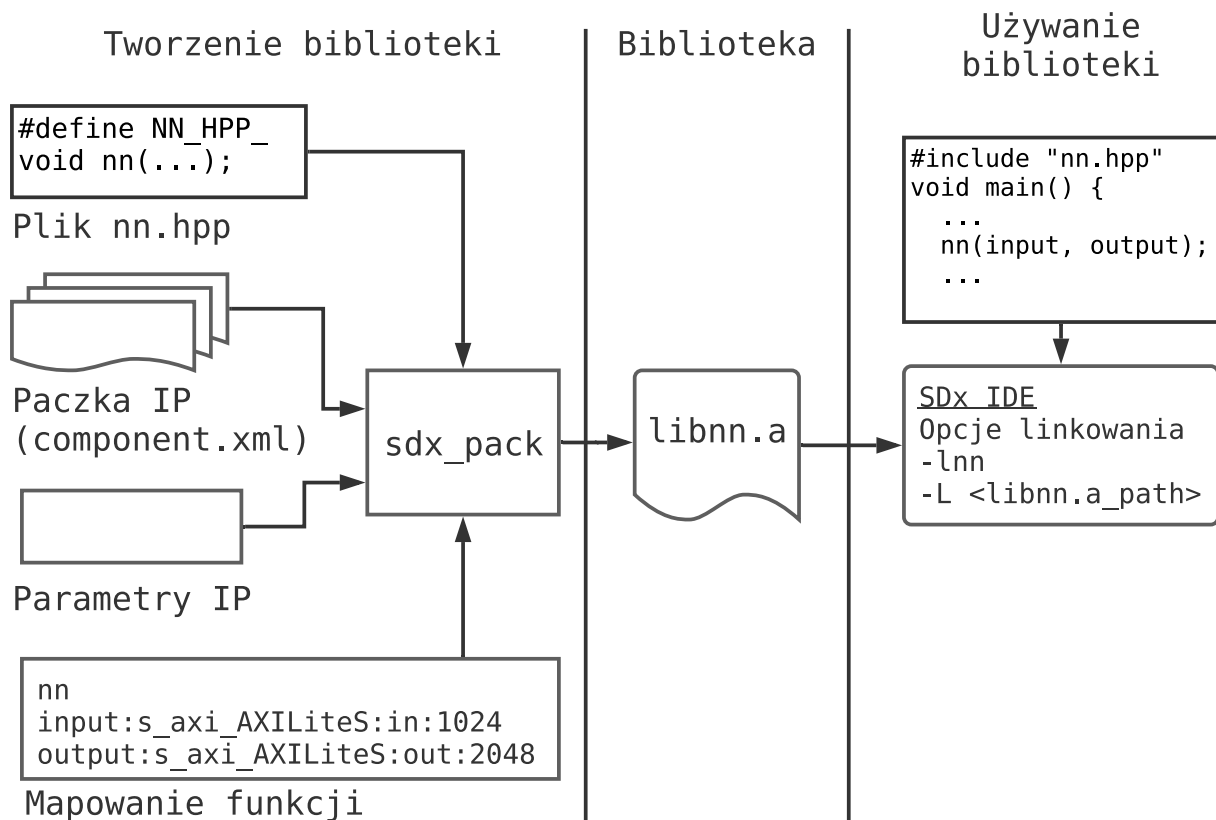 Tworzenie biblioteki
#define NN_HPP_
void nn(...);
Plik nn.hpp
Paczka IP
(component.xml)
Parametry IP
sdx_pack
nn
input:s_axi_AXILiteS:in:1024
output:s_axi_AXILiteS:out:2048
Mapowanie funkcji
Biblioteka
libnn.a
Używanie
biblioteki
#include "nn.hpp"
void main() {
...
nn(input, output);
...
SDx IDE
Opcje linkowania
-lnn
-L <libnn.a_path>